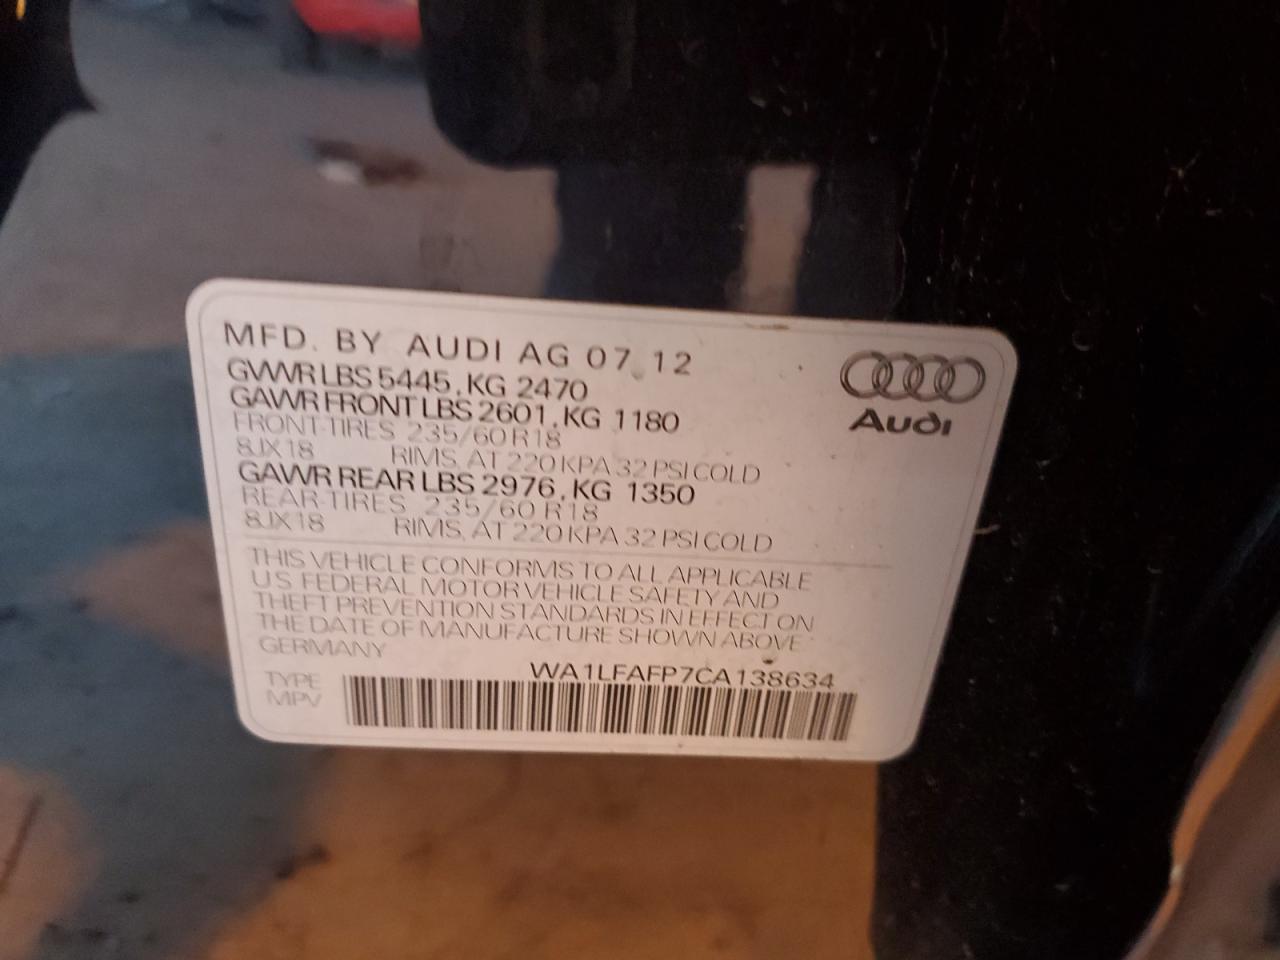 MFD. BY AUDI AG 07.12
GVWR LBS 5445, KG 2470
GAWR FRONT LBS 2601, KG 1180
FRONT-TIRES 235/60 R18
8JX18 RIMS, AT 220 KPA 32 PSI COLD
GAWR REAR LBS 2976, KG 1350
REAR-TIRES 235/60 R18
8JX18 RIMS, AT 220 KPA 32 PSI COLD
Audi
THIS VEHICLE CONFORMS TO ALL APPLICABLE
U.S. FEDERAL MOTOR VEHICLE SAFETY AND
THEFT PREVENTION STANDARDS IN EFFECT ON
THE DATE OF MANUFACTURE SHOWN ABOVE
GERMANY
WA1LFAFP7CA138634
TYPE
MPV